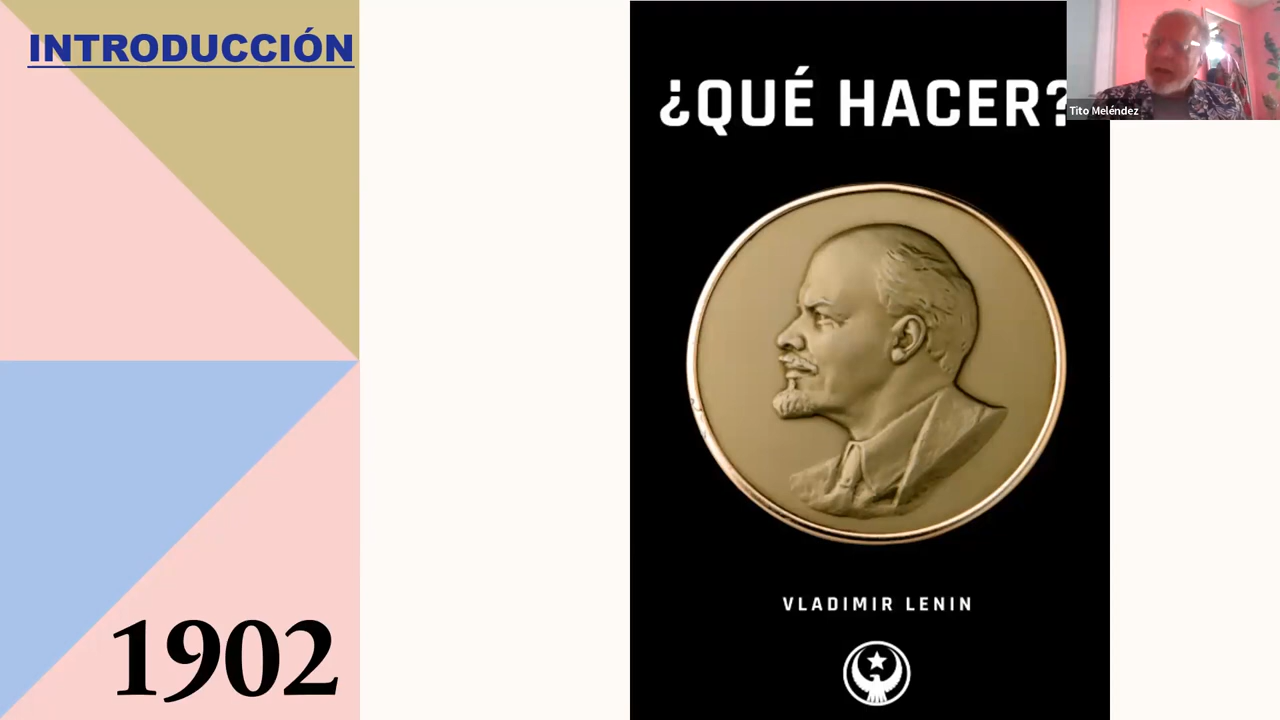 INTRODUCCIÓN
¿QUÉ HACER?
Tito Meléndez
VLADIMIR LENIN
1902